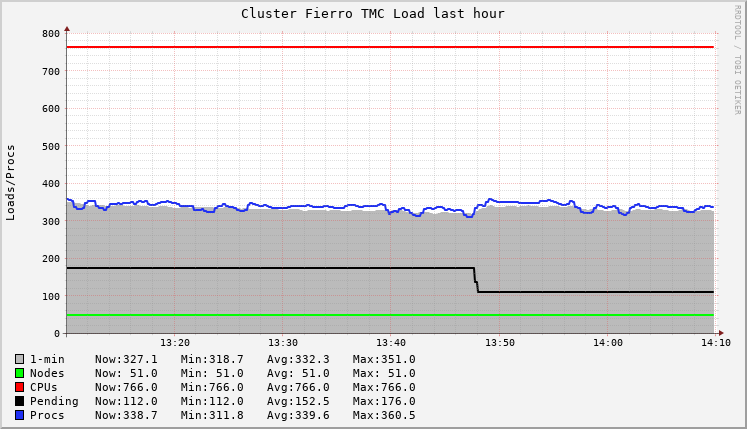 Cluster Fierro TMC Load last hour
RRDTOOL / TOBI OETIKER
Loads/Procs
800
700
600
500
400
300
200
100
0
13:20 13:30 13:40 13:50 14:00 14:10
1-min Now:327.1 Min:318.7 Avg:332.3 Max:351.0
Nodes Now: 51.0 Min: 51.0 Avg: 51.0 Max: 51.0
CPUs Now:766.0 Min:766.0 Avg:766.0 Max:766.0
Pending Now:112.0 Min:112.0 Avg:152.5 Max:176.0
Procs Now:338.7 Min:311.8 Avg:339.6 Max:360.5